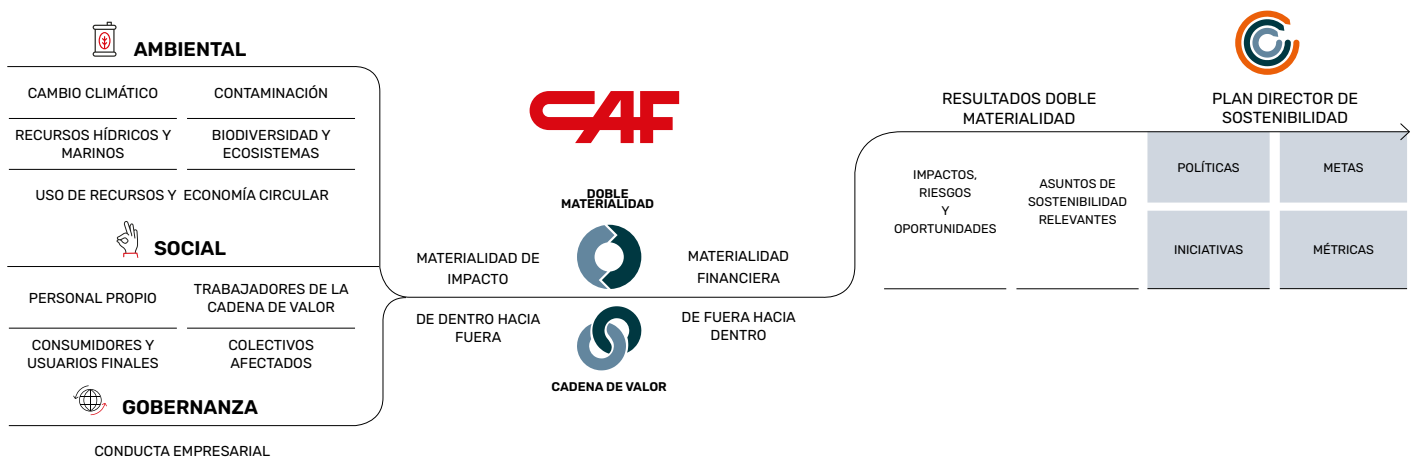 AMBIENTAL
CAMBIO CLIMÁTICO
CONTAMINACIÓN
RECURSOS HÍDRICOS Y
MARINOS
BIODIVERSIDAD Y
ECOSISTEMAS
USO DE RECURSOS Y ECONOMÍA CIRCULAR
SOCIAL
PERSONAL PROPIO
TRABAJADORES DE LA
CADENA DE VALOR
CONSUMIDORES Y
USUARIOS FINALES
COLECTIVOS
AFECTADOS
GOBERNANZA
CONDUCTA EMPRESARIAL
CAF
DOBLE
MATERIALIDAD
MATERIALIDAD DE
IMPACTO
MATERIALIDAD
FINANCIERA
DE DENTRO HACIA
FUERA
DE FUERA HACIA
DENTRO
CADENA DE VALOR
RESULTADOS DOBLE
MATERIALIDAD
IMPACTOS,
RIESGOS
Y
OPORTUNIDADES
ASUNTOS DE
SOSTENIBILIDAD
RELEVANTES
PLAN DIRECTOR DE
SOSTENIBILIDAD
POLÍTICAS
METAS
INICIATIVAS
MÉTRICAS